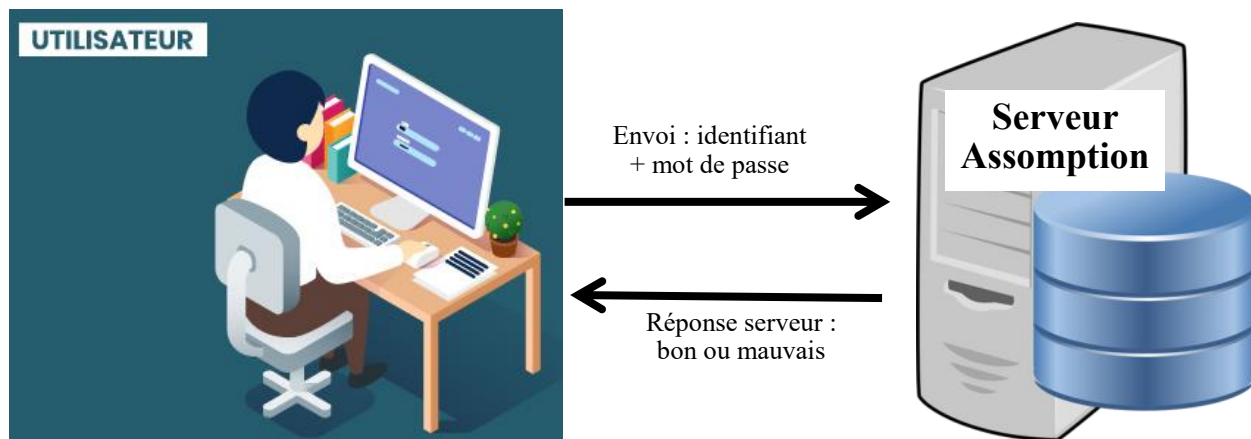 UTILISATEUR
Envoi : identifiant
+ mot de passe
Serveur
Assomption
Réponse serveur :
bon ou mauvais